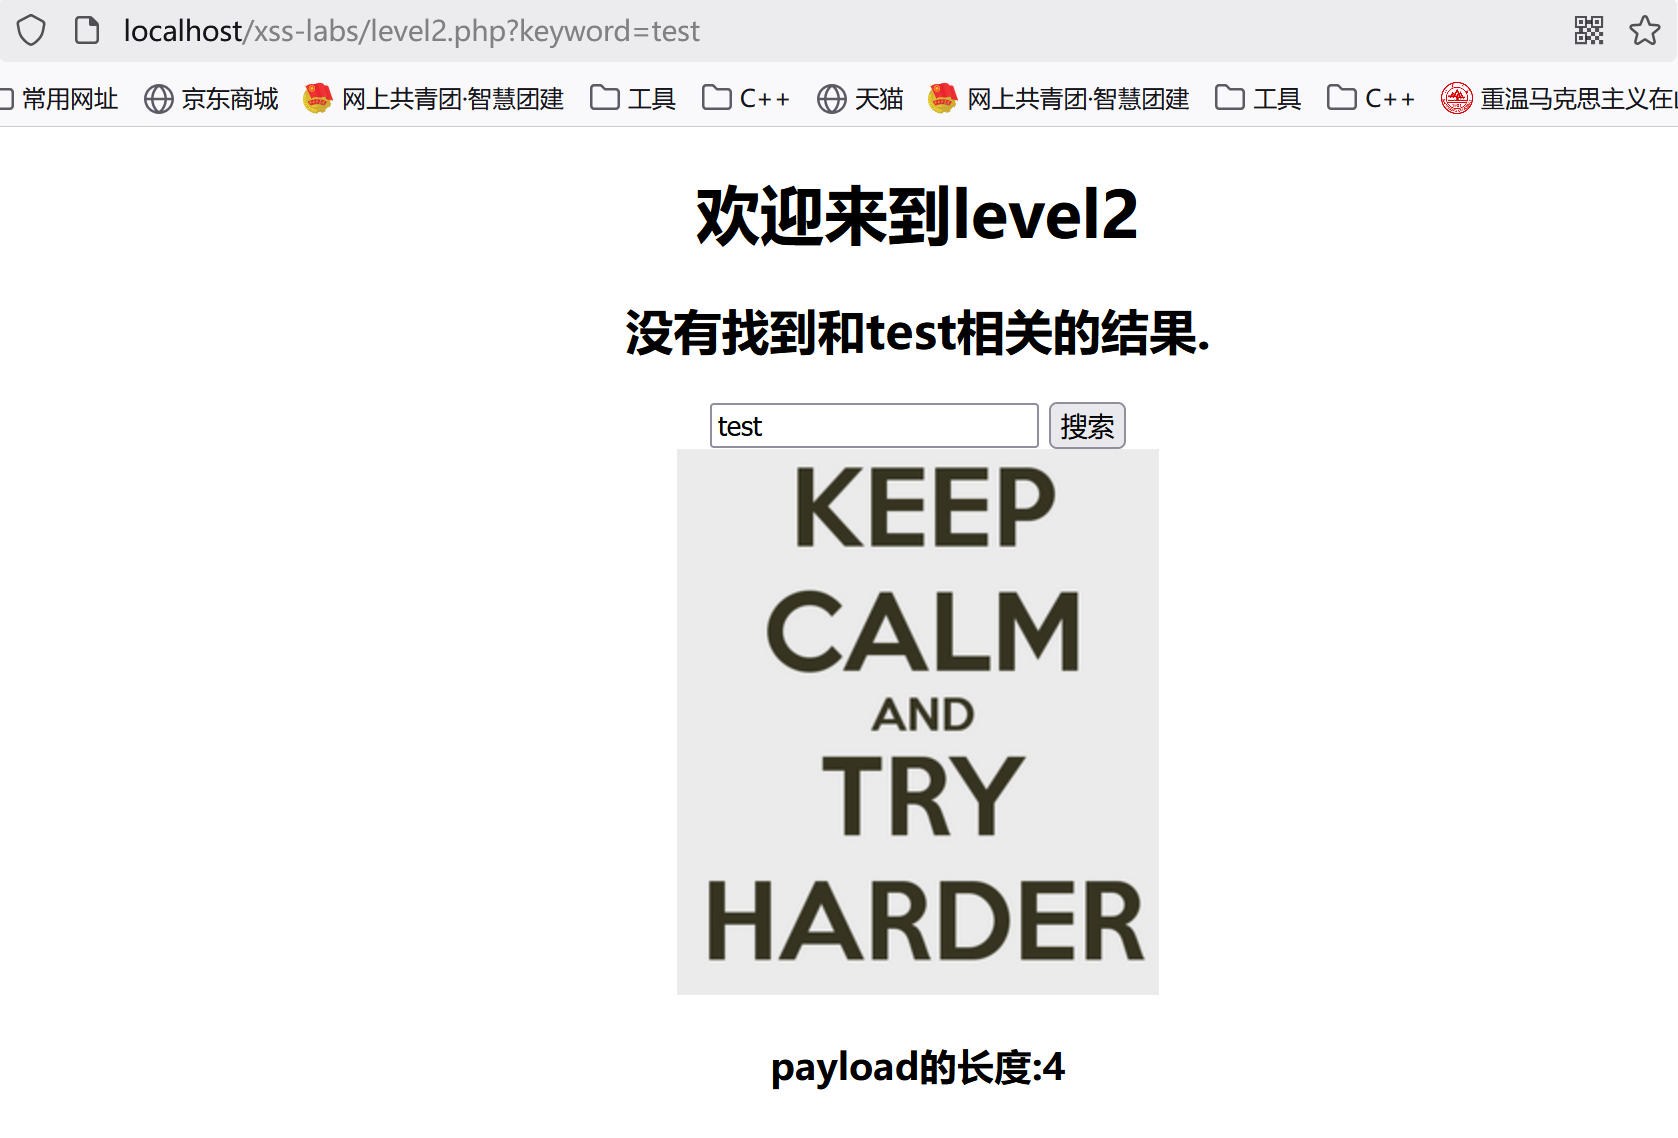 localhost/xss-labs/level2.php?keyword=test
常用网址 京东商城 网上共青团·智慧团建 工具 C++ 天猫 网上共青团·智慧团建 工具 C++ 重温马克思主义在
欢迎来到level2
没有找到和test相关的结果.
test 搜索
KEEP
CALM
AND
TRY
HARDER
payload的长度:4